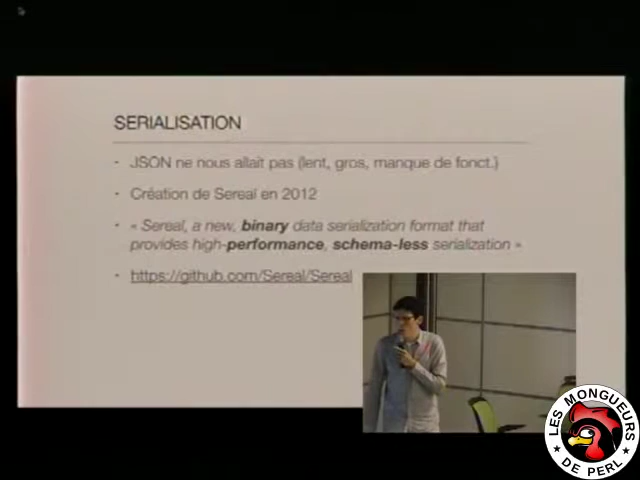 SERIALISATION
- JSON ne nous allait pas (lent, gros, manque de fonct.)
- Création de Sereal en 2012
- « Sereal, a new, binary data serialization format that
provides high-performance, schema-less serialization »
- https://github.com/Sereal/Sereal
LES MONGUEURS
★ DE PERL ★